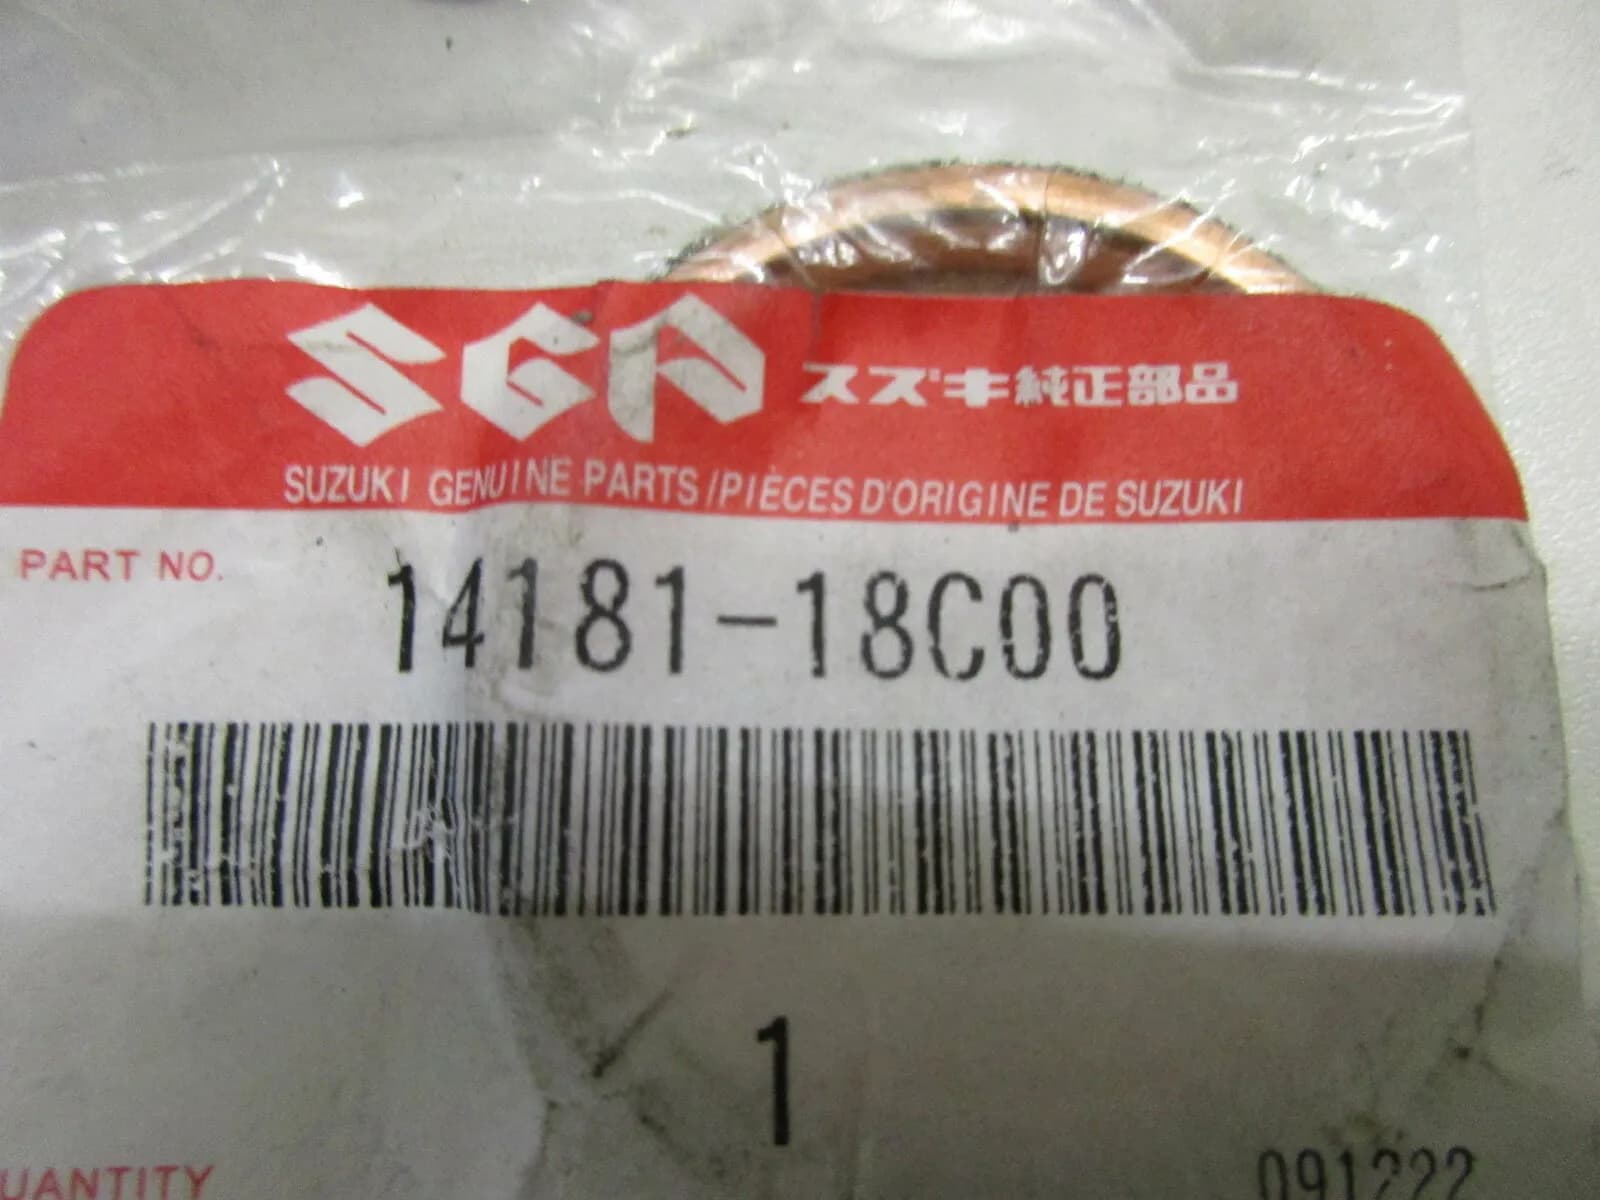 SGP スズキ純正部品
SUZUKI GENUINE PARTS/PIÈCES D'ORIGINE DE SUZUKI
PART NO.
14181-18C00
1
UANTITY
091222